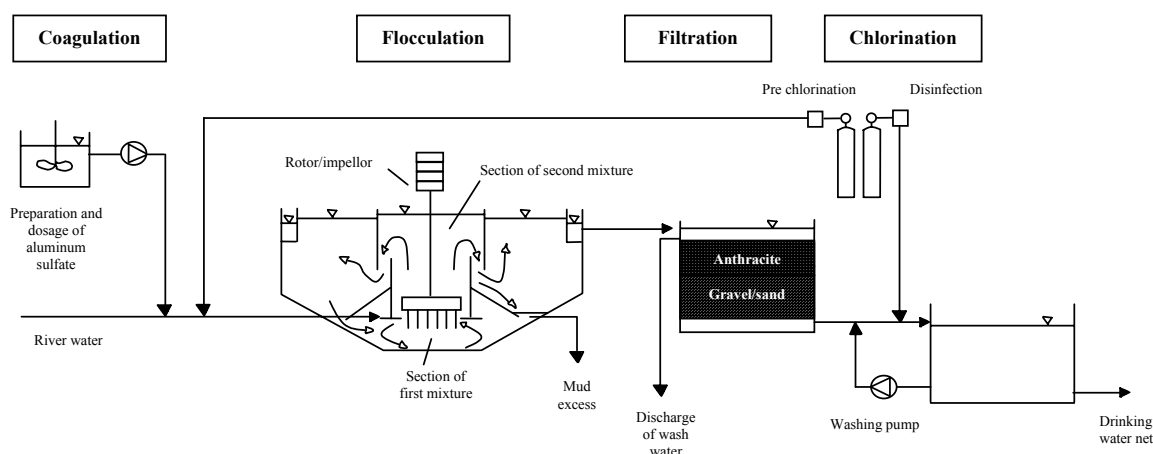 Coagulation
Flocculation
Filtration
Chlorination
Pre chlorination
Disinfection
Rotor/impellor
Section of second mixture
Preparation and
dosage of
aluminum
sulfate
Anthracite
Gravel/sand
River water
Section of
first mixture
Mud
excess
Discharge
of wash
water
Washing pump
Drinking
water net